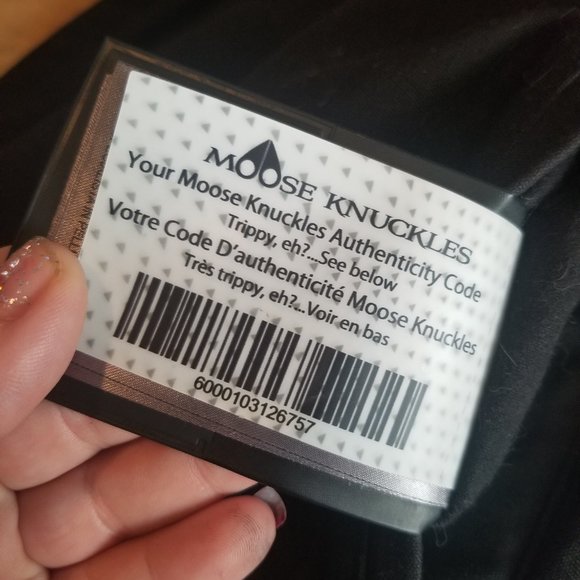 MOOSE KNUCKLES
Your Moose Knuckles Authenticity Code
Trippy, eh?...See below
Votre Code D'authenticité Moose Knuckles
Très trippy, eh?...Voir en bas
6000103126757